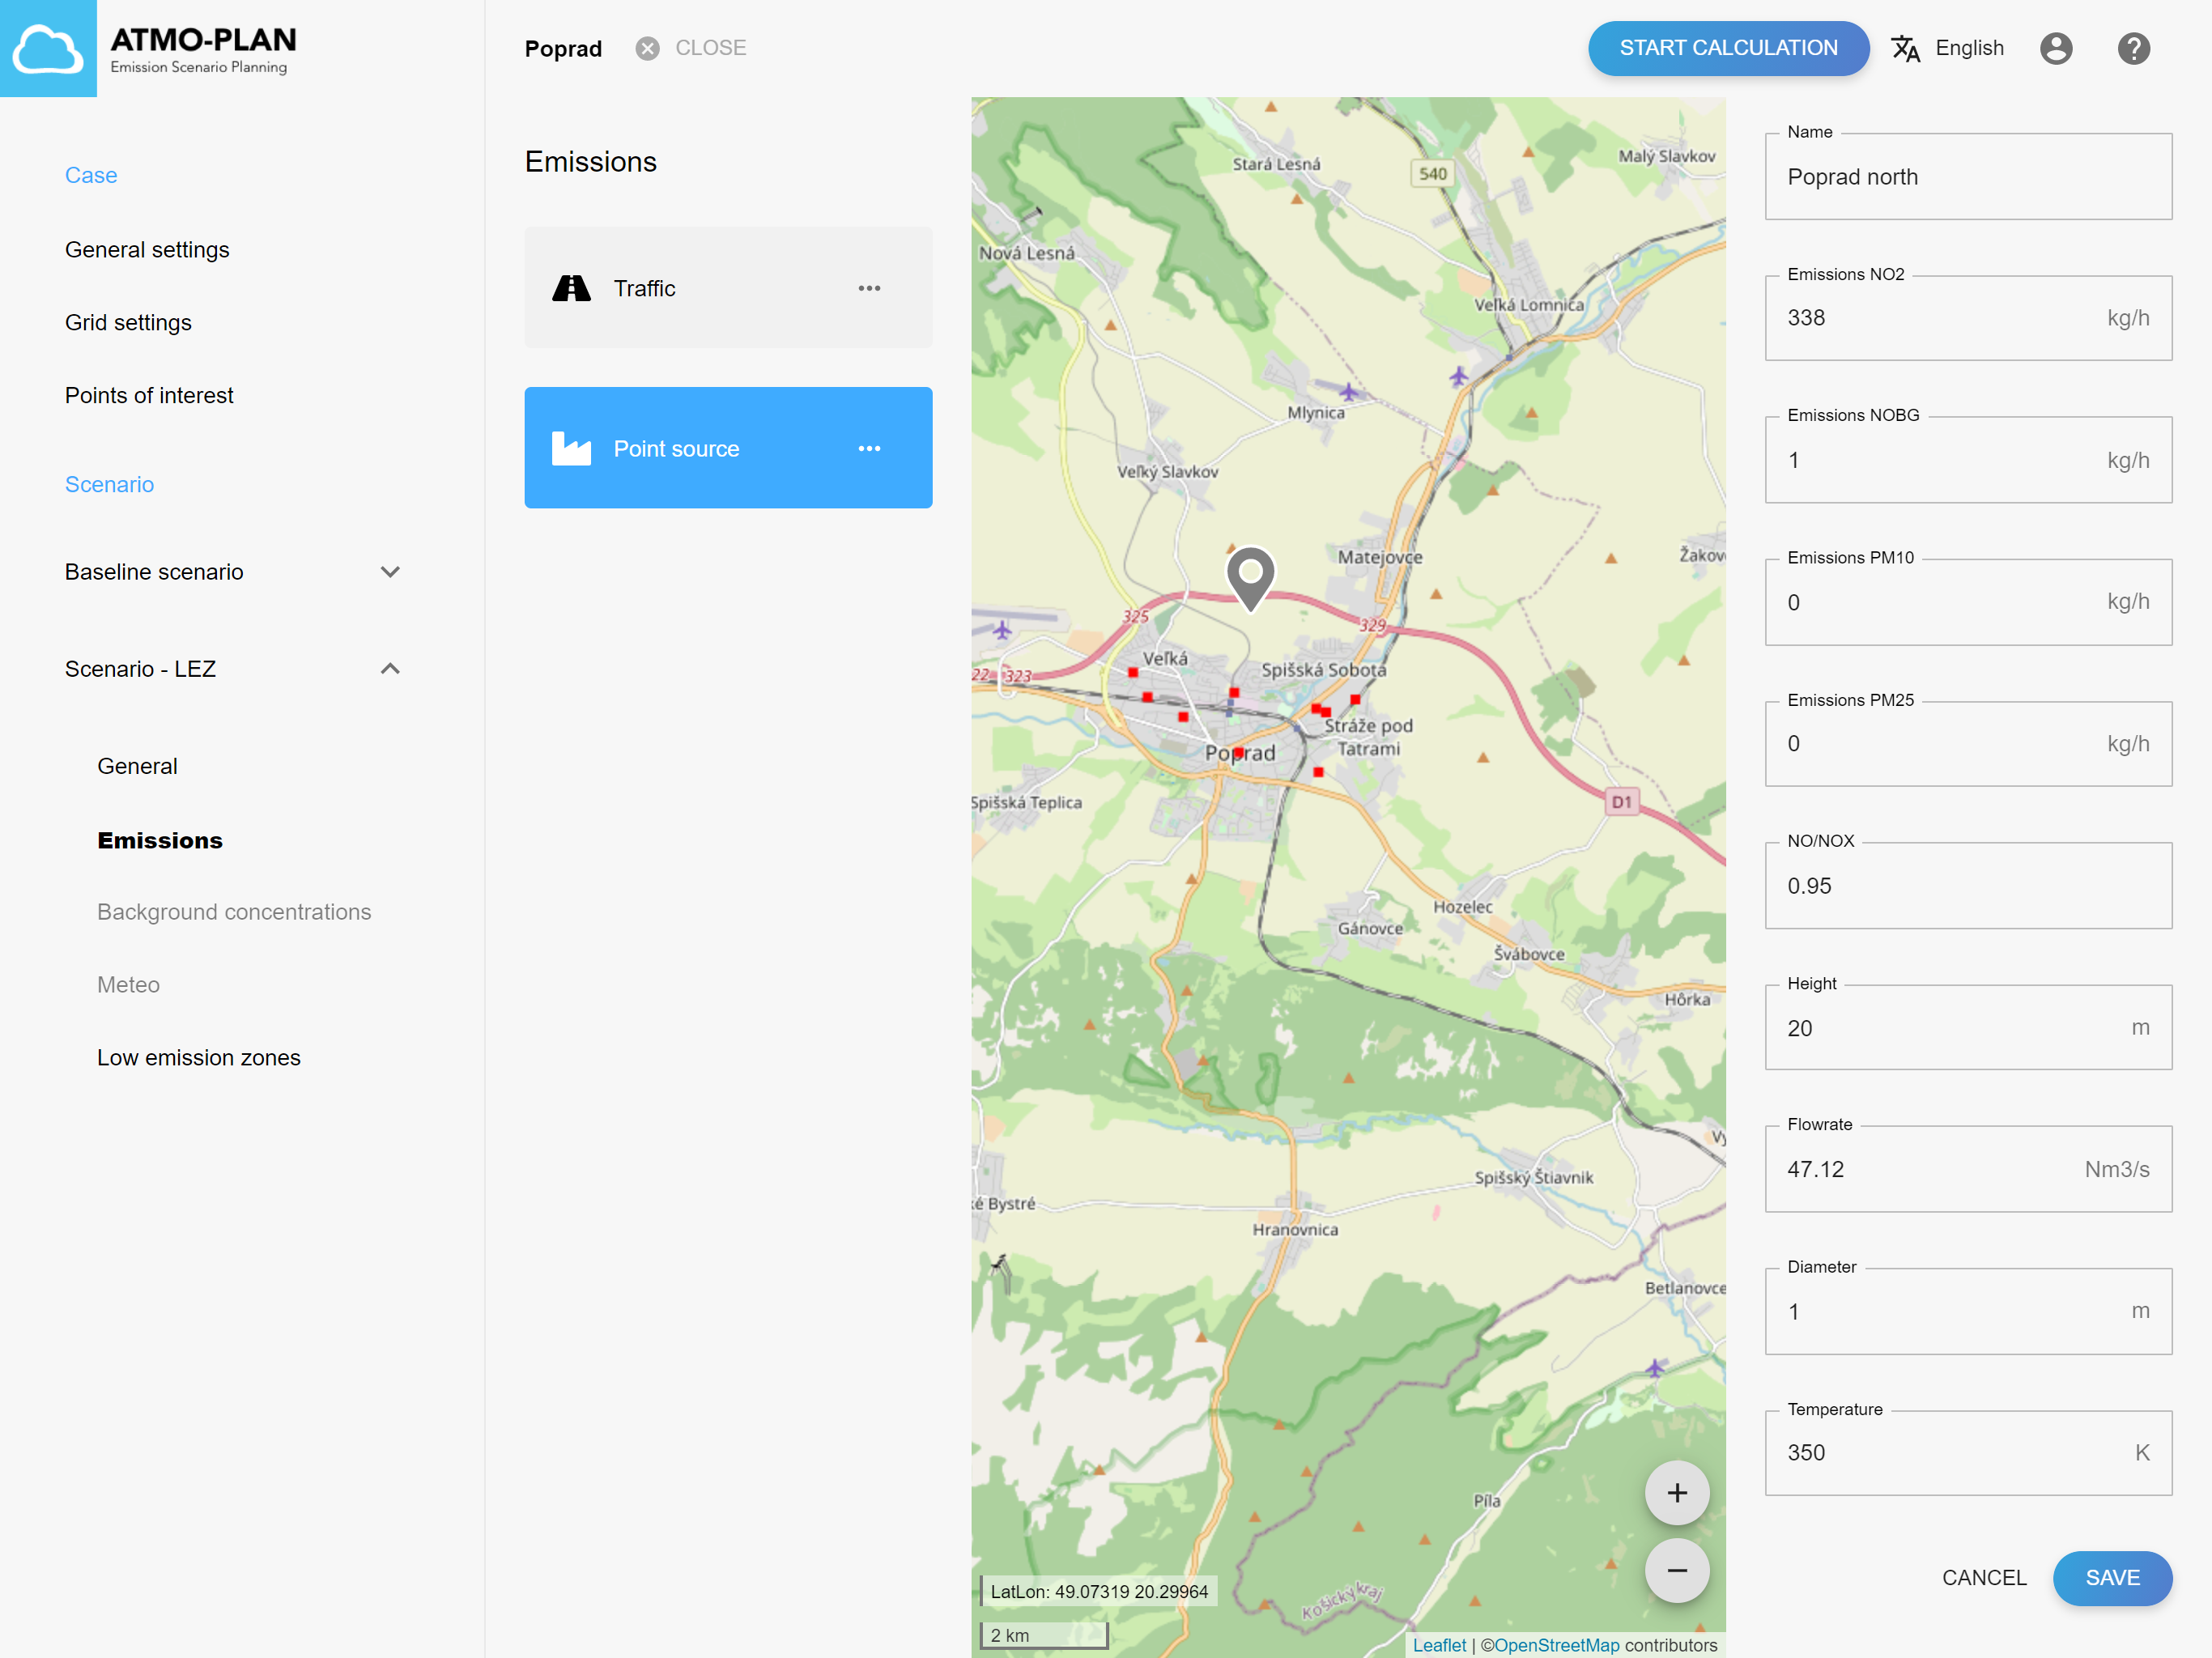 ATMO-PLAN
Emission Scenario Planning
Poprad
CLOSE
START CALCULATION
English
Case
General settings
Grid settings
Points of interest
Scenario
Baseline scenario
Scenario - LEZ
General
Emissions
Background concentrations
Meteo
Low emission zones
Emissions
Traffic
Point source
Stará Lesná
540
Malý Slavkov
Nová Lesná
Veľká Lomnica
Mlynica
Veľký Slavkov
Matejovce
Žakov
325
329
Veľká
Spišská Sobota
22
323
Stráže pod
Tatrami
Poprad
Spišská Teplica
D1
Hozelec
Gánovce
Švábovce
Hôrka
Vy
Spišský Štiavnik
ké Bystré
Hranovnica
Betlanovce
Píla
Košický kraj
LatLon: 49.07319 20.29964
2 km
+
−
Leaflet | ©OpenStreetMap contributors
Name
Poprad north
Emissions NO2
338 kg/h
Emissions NOBG
1 kg/h
Emissions PM10
0 kg/h
Emissions PM25
0 kg/h
NO/NOX
0.95
Height
20 m
Flowrate
47.12 Nm3/s
Diameter
1 m
Temperature
350 K
CANCEL
SAVE